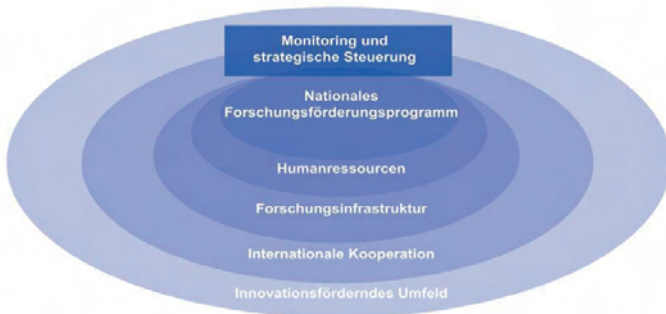 Monitoring und
strategische Steuerung
Nationales
Forschungsförderungsprogramm
Humanressourcen
Forschungsinfrastruktur
Internationale Kooperation
Innovationsförderndes Umfeld